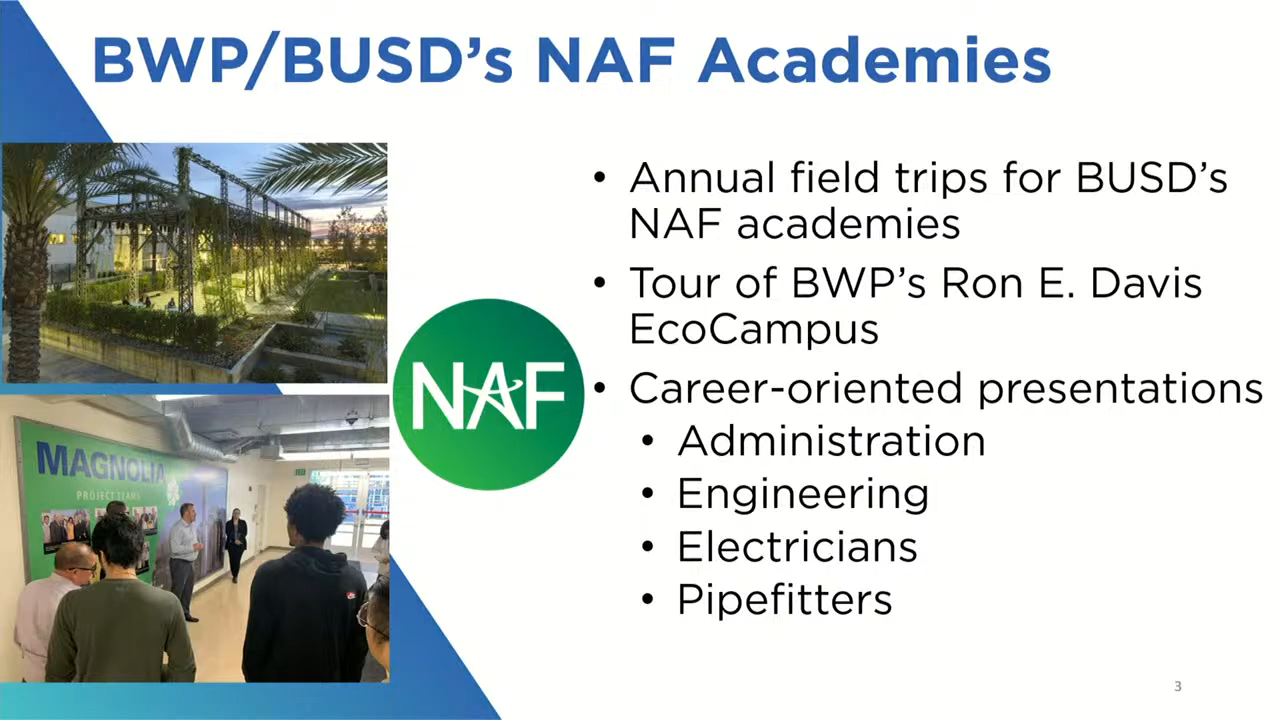 BWP/BUSD's NAF Academies
• Annual field trips for BUSD's
NAF academies
• Tour of BWP's Ron E. Davis
EcoCampus
• Career-oriented presentations
• Administration
• Engineering
• Electricians
• Pipefitters
NAF
MAGNOLIA
PROJECT TEAMS
3